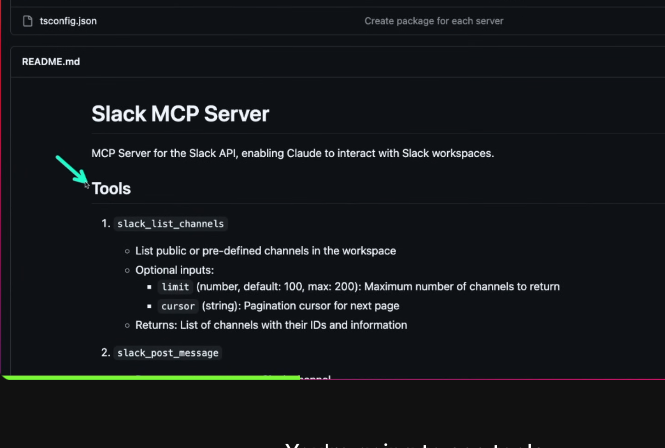 tsconfig.json
Create package for each server
README.md
Slack MCP Server
MCP Server for the Slack API, enabling Claude to interact with Slack workspaces.
Tools
1. slack_list_channels
List public or pre-defined channels in the workspace
Optional inputs:
limit (number, default: 100, max: 200): Maximum number of channels to return
cursor (string): Pagination cursor for next page
Returns: List of channels with their IDs and information
2. slack_post_message